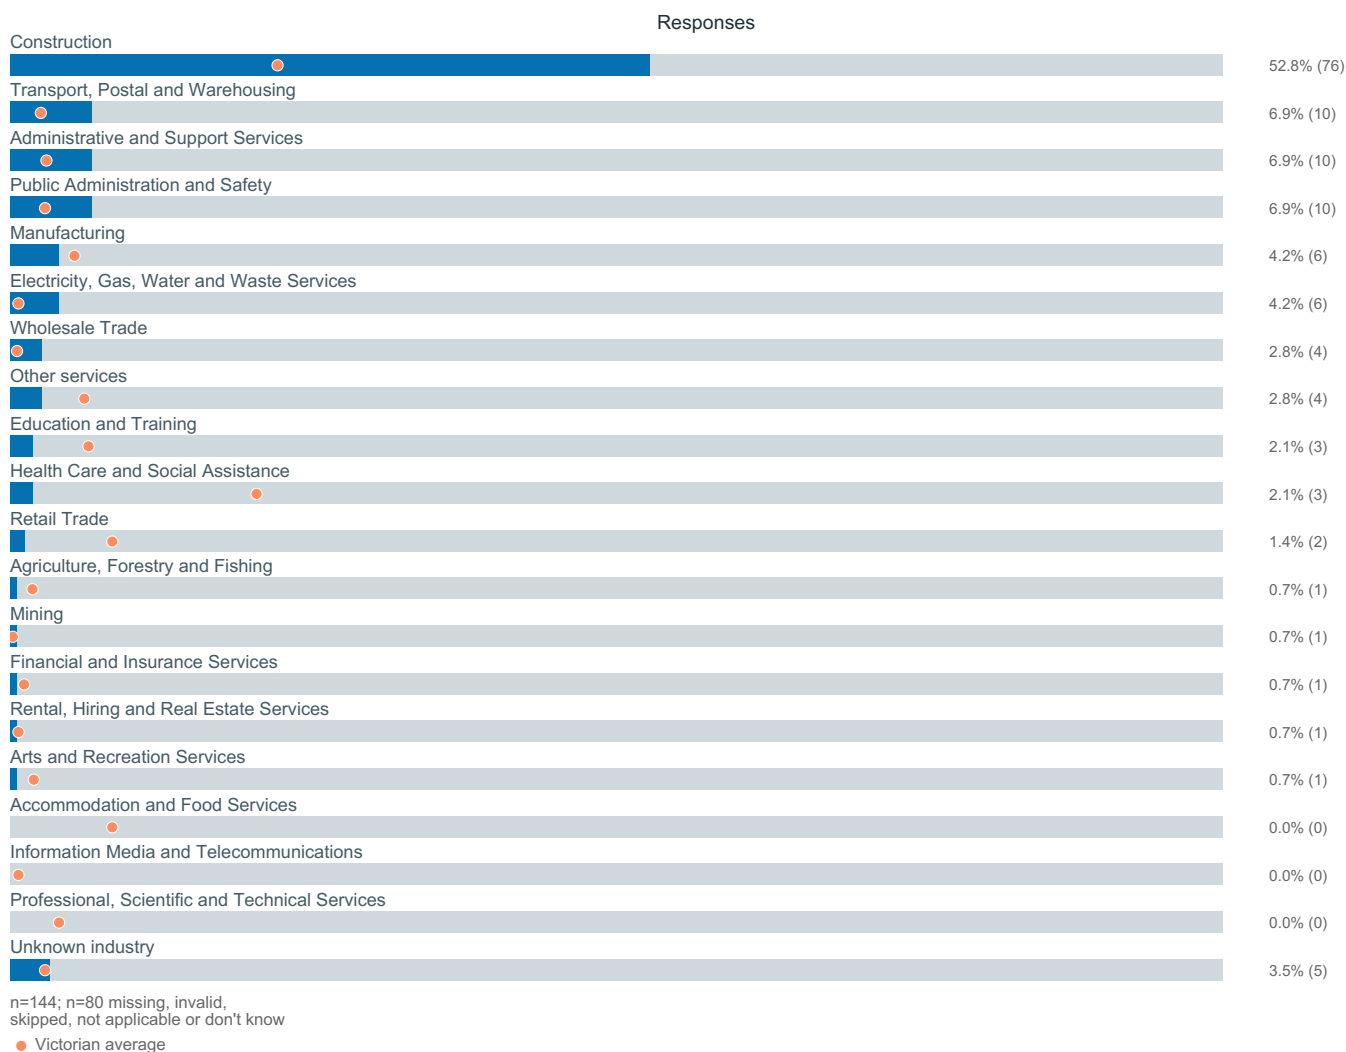 Responses
Construction
52.8% (76)
Transport, Postal and Warehousing
6.9% (10)
Administrative and Support Services
6.9% (10)
Public Administration and Safety
6.9% (10)
Manufacturing
4.2% (6)
Electricity, Gas, Water and Waste Services
4.2% (6)
Wholesale Trade
2.8% (4)
Other services
2.8% (4)
Education and Training
2.1% (3)
Health Care and Social Assistance
2.1% (3)
Retail Trade
1.4% (2)
Agriculture, Forestry and Fishing
0.7% (1)
Mining
0.7% (1)
Financial and Insurance Services
0.7% (1)
Rental, Hiring and Real Estate Services
0.7% (1)
Arts and Recreation Services
0.7% (1)
Accommodation and Food Services
0.0% (0)
Information Media and Telecommunications
0.0% (0)
Professional, Scientific and Technical Services
0.0% (0)
Unknown industry
3.5% (5)
n=144; n=80 missing, invalid,
skipped, not applicable or don't know
Victorian average